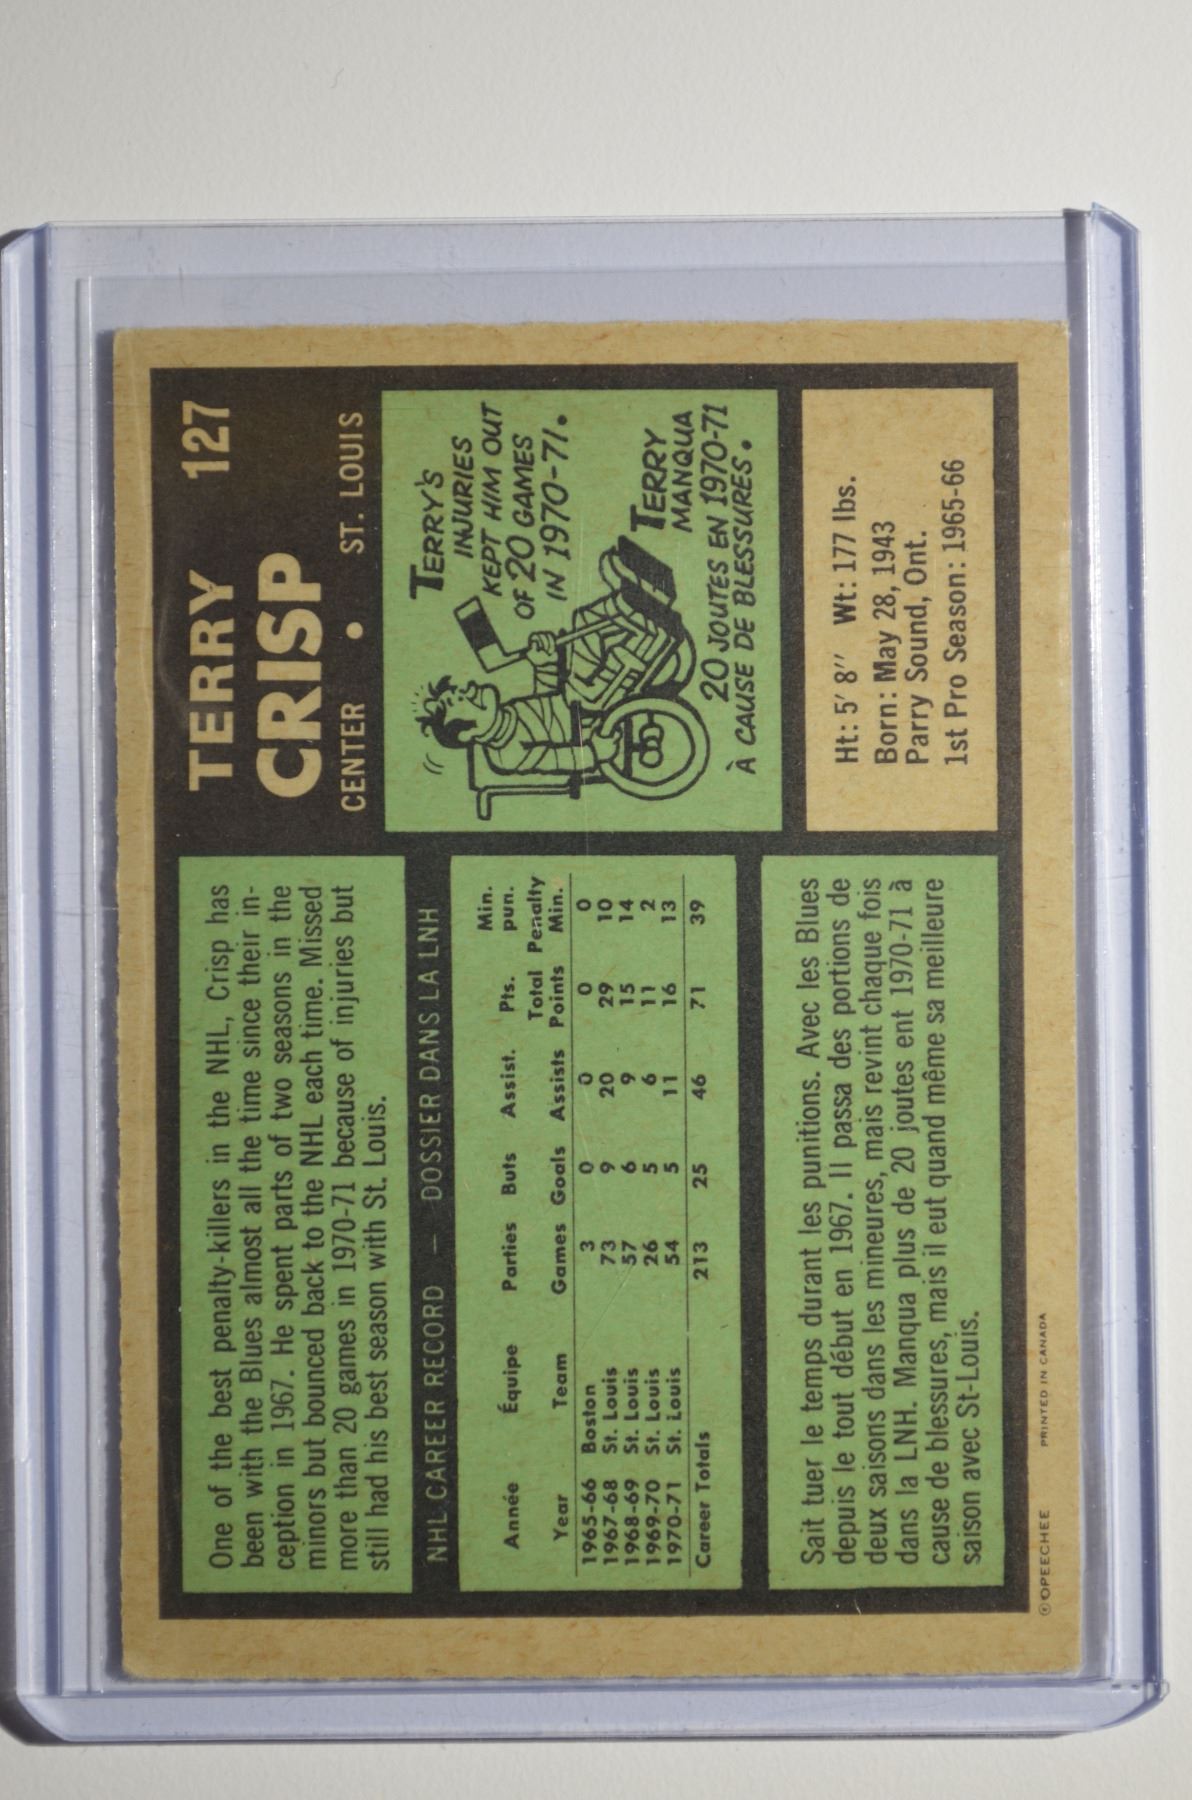 TERRY 127
CRISP
CENTER • ST. LOUIS
One of the best penalty-killers in the NHL, Crisp has
been with the Blues almost all the time since their in-
ception in 1967. He spent parts of two seasons in the
minors but bounced back to the NHL each time. Missed
more than 20 games in 1970-71 because of injuries but
still had his best season with St. Louis.
TERRY'S
INJURIES
KEPT HIM OUT
OF 20 GAMES
IN 1970-71.
TERRY
MANQUA
20 JOUTES EN 1970-71
À CAUSE DE BLESSURES.
NHL CAREER RECORD — DOSSIER DANS LA LNH
Min.
Pts. pun.
Année Équipe Parties Buts Assist. Total Penalty
Year Team Games Goals Assists Points Min.
1965-66 Boston 3 0 0 0 0
1967-68 St. Louis 73 9 20 29 10
1968-69 St. Louis 57 6 9 15 14
1969-70 St. Louis 26 5 6 11 2
1970-71 St. Louis 54 5 11 16 13
Career Totals 213 25 46 71 39
Ht: 5' 8" Wt: 177 lbs.
Born: May 28, 1943
Parry Sound, Ont.
1st Pro Season: 1965-66
Sait tuer le temps durant les punitions. Avec les Blues
depuis le tout début en 1967. Il passa des portions de
deux saisons dans les mineures, mais revint chaque fois
dans la LNH. Manqua plus de 20 joutes ent 1970-71 à
cause de blessures, mais il eut quand même sa meilleure
saison avec St-Louis.
©OPEECHEE PRINTED IN CANADA